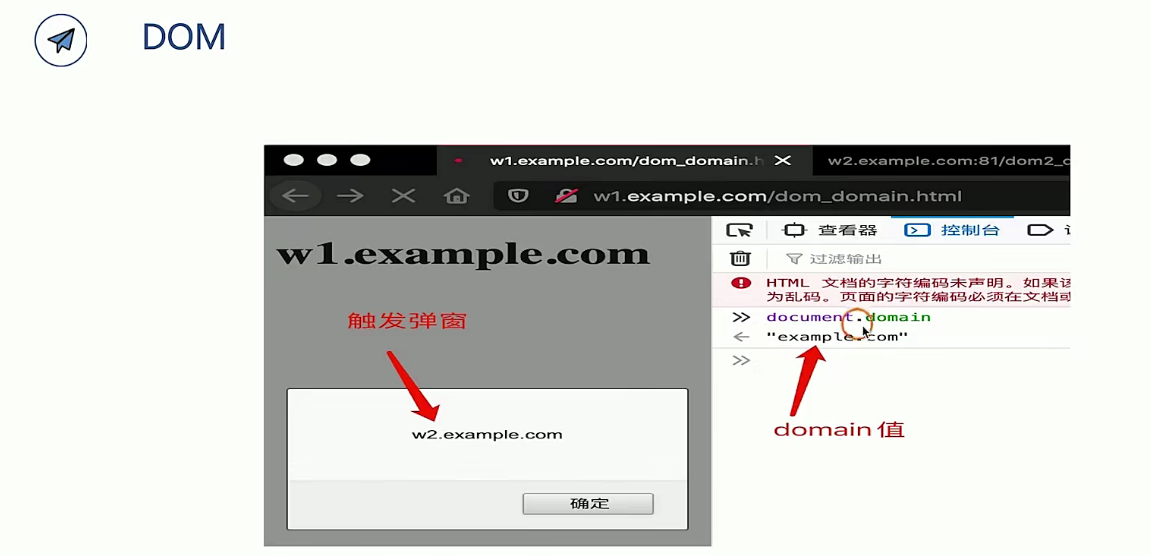 DOM
w1.example.com/dom_domain.h
w2.example.com:81/dom2_
w1.example.com/dom_domain.html
查看器
控制台
过滤输出
w1.example.com
HTML 文档的字符编码未声明。如果该
为乱码。页面的字符编码必须在文档或
触发弹窗
document.domain
"example.com"
domain 值
w2.example.com
确定